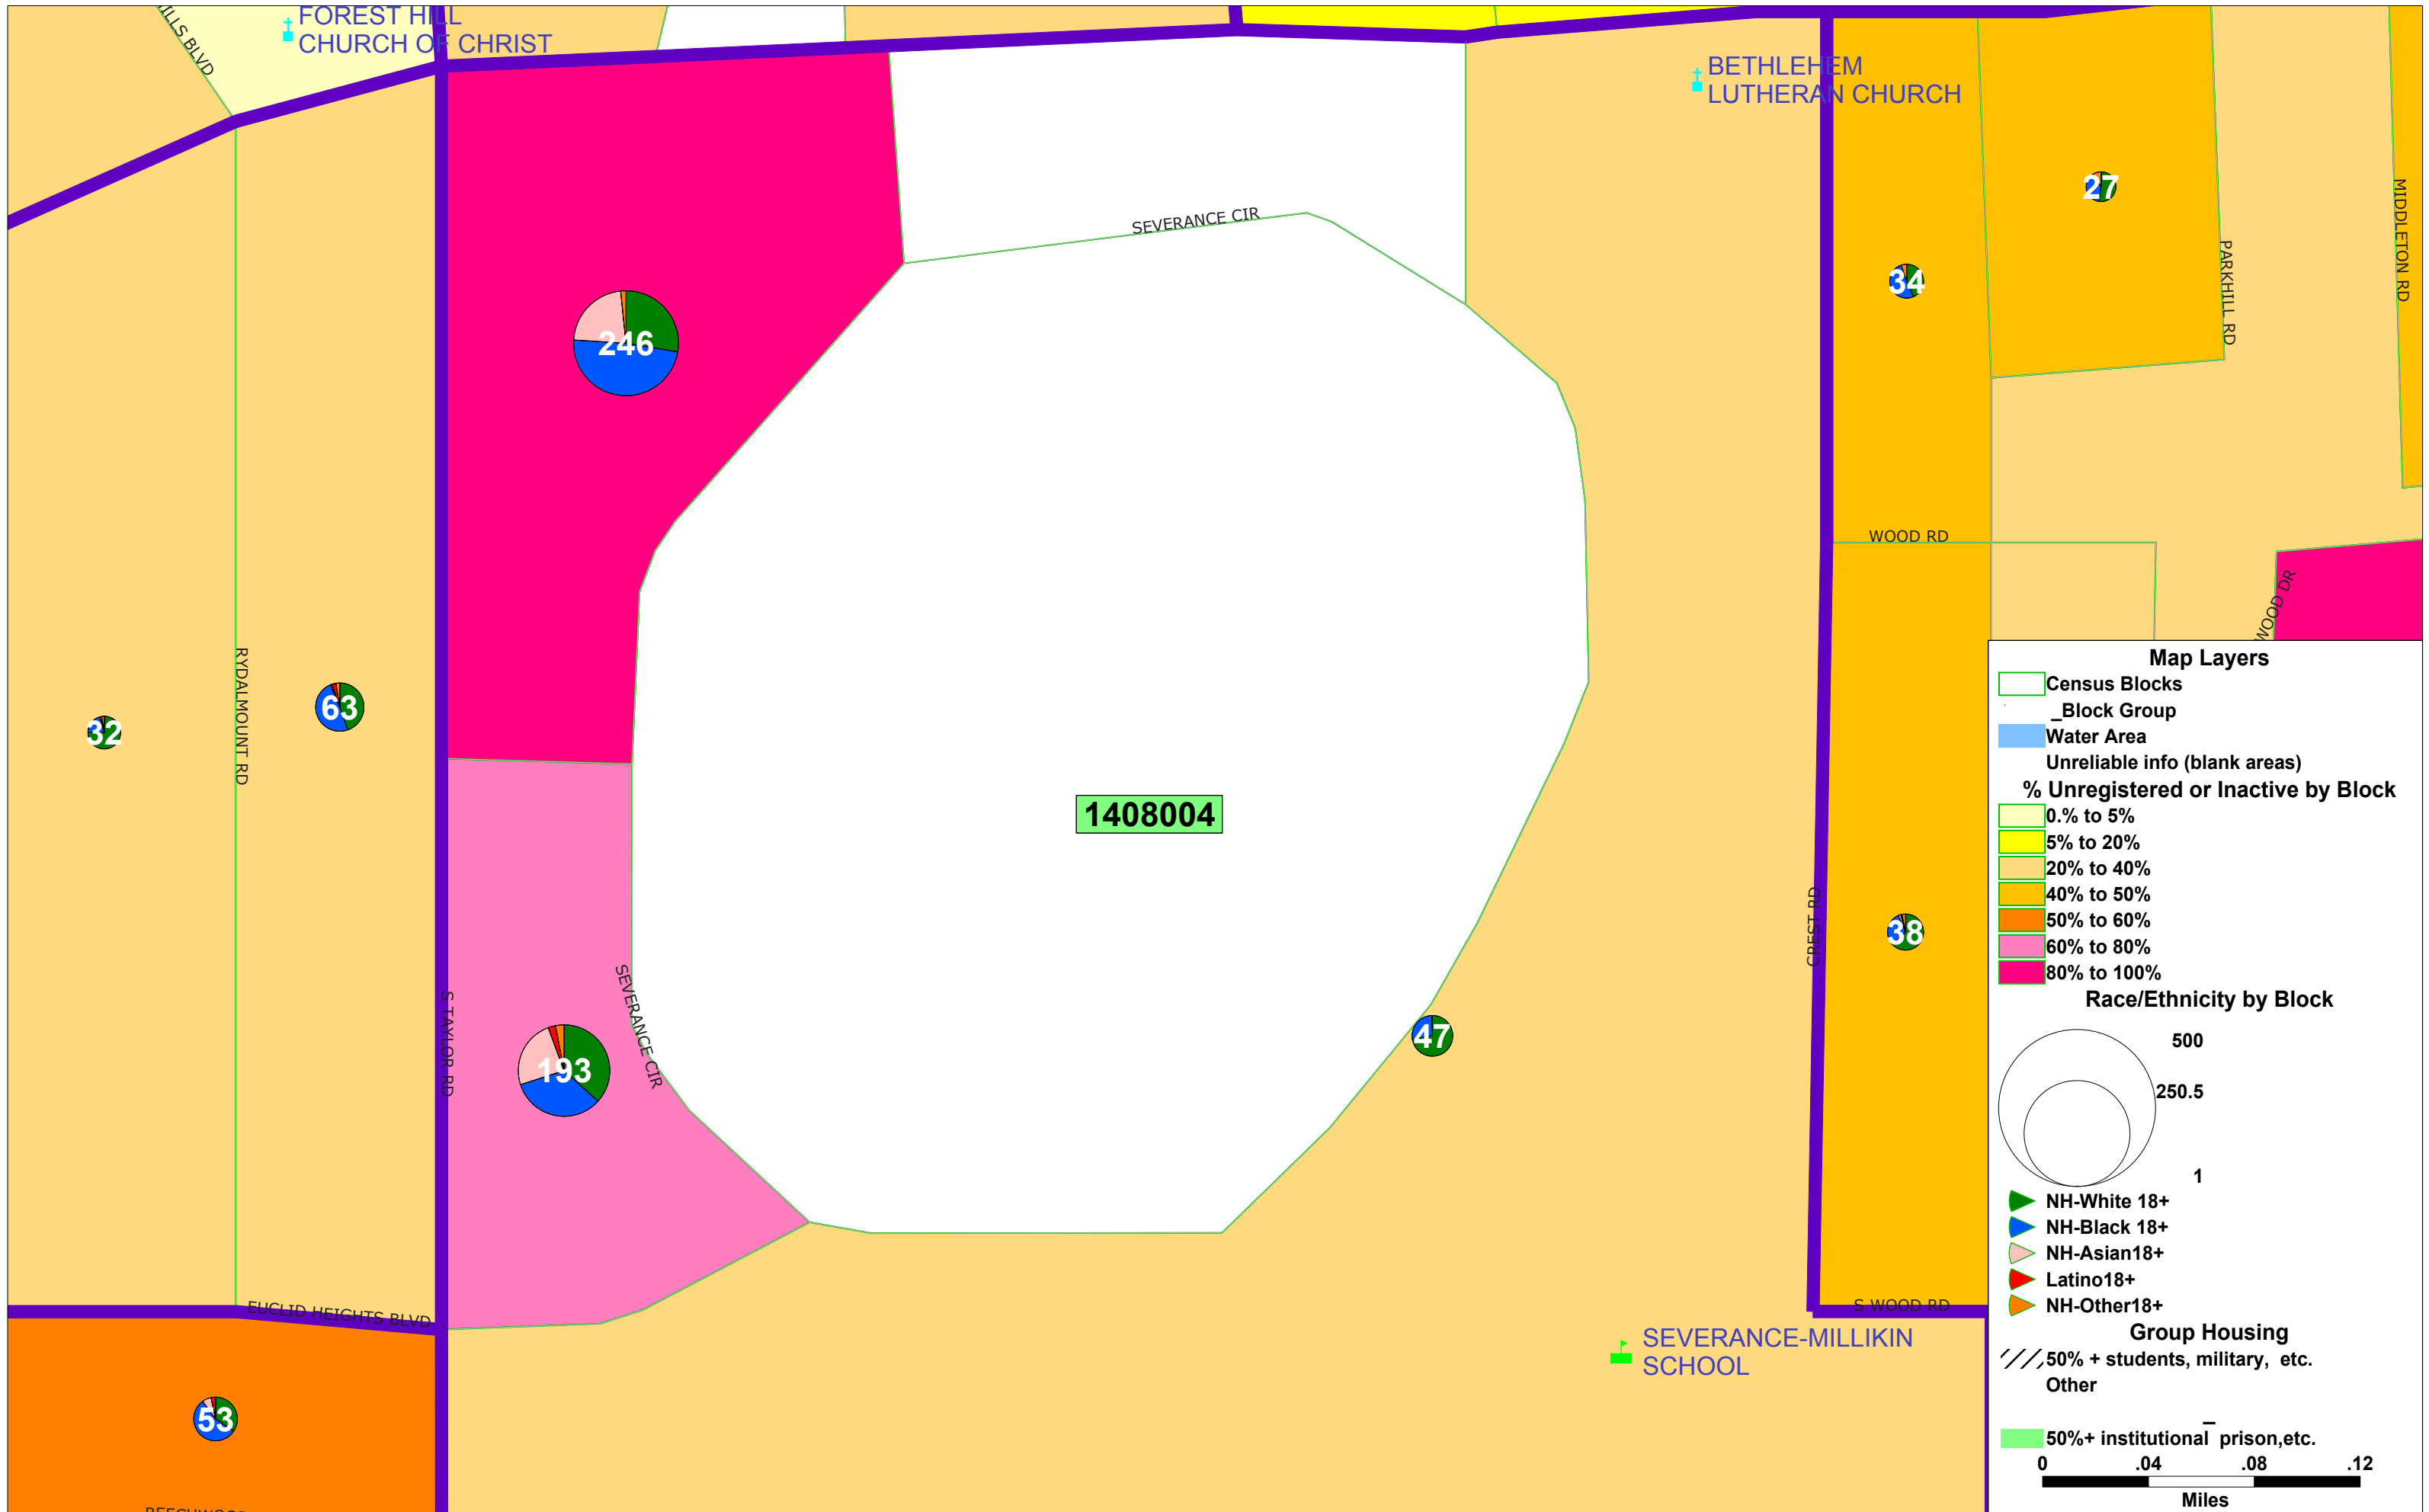 FOREST HILL
CHURCH OF CHRIST
BETHLEHEM
LUTHERAN CHURCH
SEVERANCE CIR
27
34
246
PARKHILL RD
MIDDLETON RD
WOOD RD
WOOD DR
RYDALMOUNT RD
63
32
1408004
CREST RD
38
S TAYLOR RD
SEVERANCE CIR
193
47
EUCLID HEIGHTS BLVD
S WOOD RD
SEVERANCE-MILLIKIN
SCHOOL
53
Map Layers
Census Blocks
_Block Group
Water Area
Unreliable info (blank areas)
% Unregistered or Inactive by Block
0.% to 5%
5% to 20%
20% to 40%
40% to 50%
50% to 60%
60% to 80%
80% to 100%
Race/Ethnicity by Block
500
250.5
1
NH-White 18+
NH-Black 18+
NH-Asian18+
Latino18+
NH-Other18+
Group Housing
50% + students, military, etc.
Other
50%+ institutional prison,etc.
0 .04 .08 .12
Miles